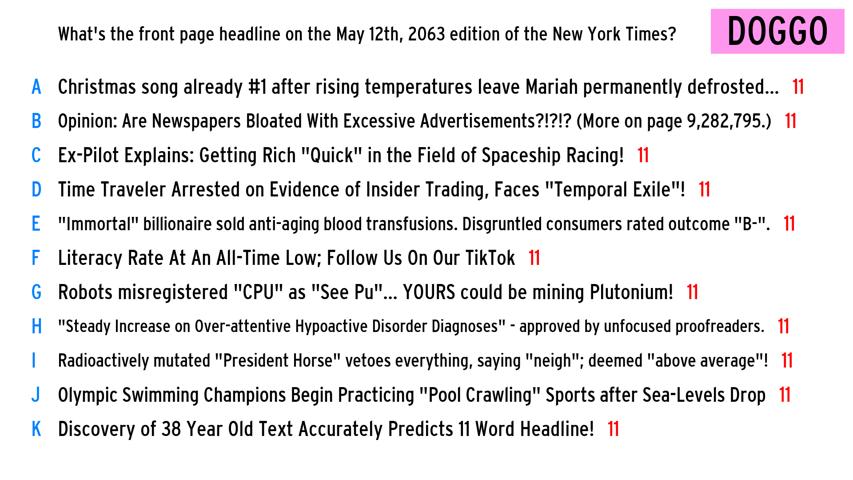 What's the front page headline on the May 12th, 2063 edition of the New York Times?
DOGGO
A Christmas song already #1 after rising temperatures leave Mariah permanently defrosted... 11
B Opinion: Are Newspapers Bloated With Excessive Advertisements?!?!? (More on page 9,282,795.) 11
C Ex-Pilot Explains: Getting Rich "Quick" in the Field of Spaceship Racing! 11
D Time Traveler Arrested on Evidence of Insider Trading, Faces "Temporal Exile"! 11
E "Immortal" billionaire sold anti-aging blood transfusions. Disgruntled consumers rated outcome "B-". 11
F Literacy Rate At An All-Time Low; Follow Us On Our TikTok 11
G Robots misregistered "CPU" as "See Pu"... YOURS could be mining Plutonium! 11
H "Steady Increase on Over-attentive Hypoactive Disorder Diagnoses" - approved by unfocused proofreaders. 11
I Radioactively mutated "President Horse" vetoes everything, saying "neigh"; deemed "above average"! 11
J Olympic Swimming Champions Begin Practicing "Pool Crawling" Sports after Sea-Levels Drop 11
K Discovery of 38 Year Old Text Accurately Predicts 11 Word Headline! 11